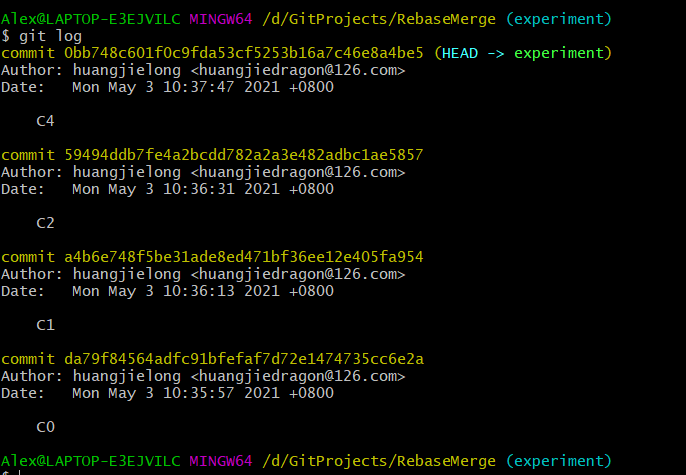 Alex@LAPTOP-E3EJVILC MINGW64 /d/GitProjects/RebaseMerge (experiment)
$ git log
commit 0bb748c601f0c9fda53cf5253b16a7c46e8a4be5 (HEAD -> experiment)
Author: huangjielong <huangjiedragon@126.com>
Date:   Mon May 3 10:37:47 2021 +0800

    C4

commit 59494ddb7fe4a2bcdd782a2a3e482adbc1ae5857
Author: huangjielong <huangjiedragon@126.com>
Date:   Mon May 3 10:36:31 2021 +0800

    C2

commit a4b6e748f5be31ade8ed471bf36ee12e405fa954
Author: huangjielong <huangjiedragon@126.com>
Date:   Mon May 3 10:36:13 2021 +0800

    C1

commit da79f84564adfc91bfefaf7d72e1474735cc6e2a
Author: huangjielong <huangjiedragon@126.com>
Date:   Mon May 3 10:35:57 2021 +0800

    C0

Alex@LAPTOP-E3EJVILC MINGW64 /d/GitProjects/RebaseMerge (experiment)
$